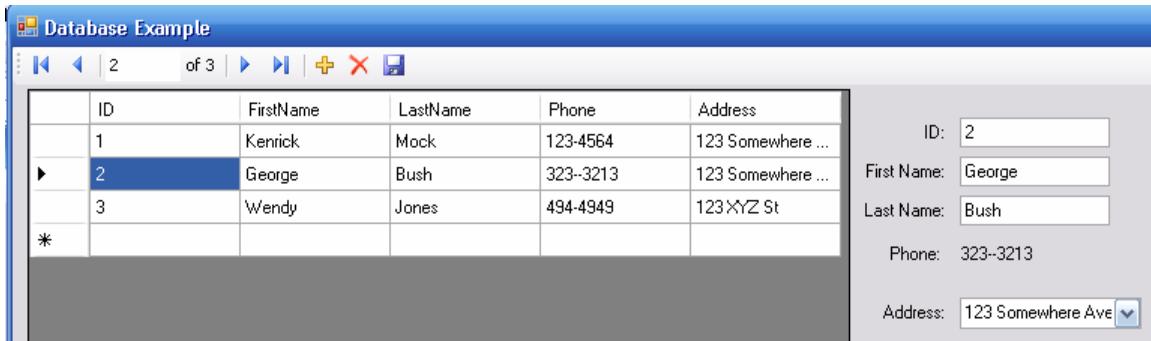 Database Example
2 of 3
ID FirstName LastName Phone Address
1 Kenrick Mock 123-4564 123 Somewhere ...
2 George Bush 323--3213 123 Somewhere ...
3 Wendy Jones 494-4949 123 XYZ St
ID: 2
First Name: George
Last Name: Bush
Phone: 323--3213
Address: 123 Somewhere Ave